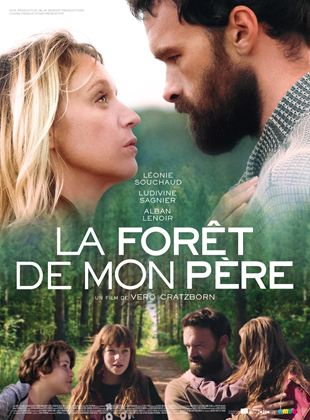 LÉONIE
SOUCHAUD
LUDIVINE
SAGNIER
ALBAN
LENOIR
LA FORÊT
DE MON PÈRE
UN FILM DE VERO CRATZBORN